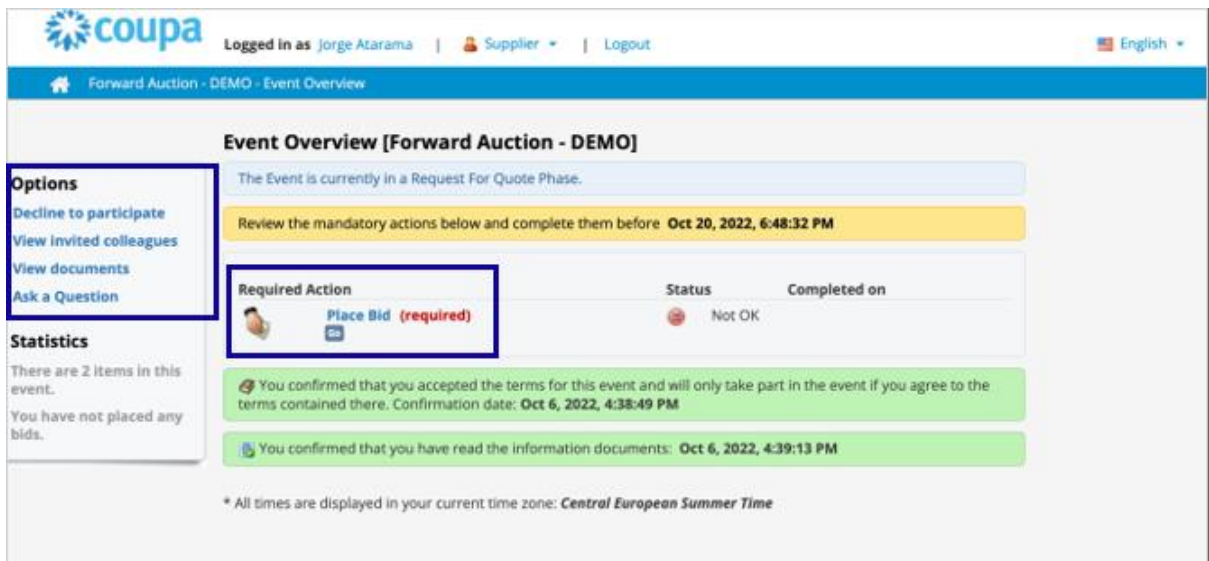 coupa
Logged in as Jorge Atarama | Supplier | Logout
English
Forward Auction - DEMO - Event Overview
Event Overview [Forward Auction - DEMO]
Options
Decline to participate
View invited colleagues
View documents
Ask a Question
Statistics
There are 2 items in this
event.
You have not placed any
bids.
The Event is currently in a Request For Quote Phase.
Review the mandatory actions below and complete them before Oct 20, 2022, 6:48:32 PM
Required Action Status Completed on
Place Bid (required) Not OK
Go
You confirmed that you accepted the terms for this event and will only take part in the event if you agree to the
terms contained there. Confirmation date: Oct 6, 2022, 4:38:49 PM
You confirmed that you have read the information documents: Oct 6, 2022, 4:39:13 PM
* All times are displayed in your current time zone: Central European Summer Time